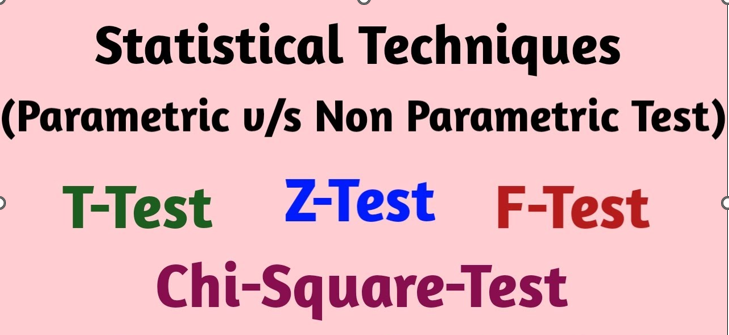 Statistical Techniques
(Parametric v/s Non Parametric Test)
T-Test Z-Test F-Test
Chi-Square-Test